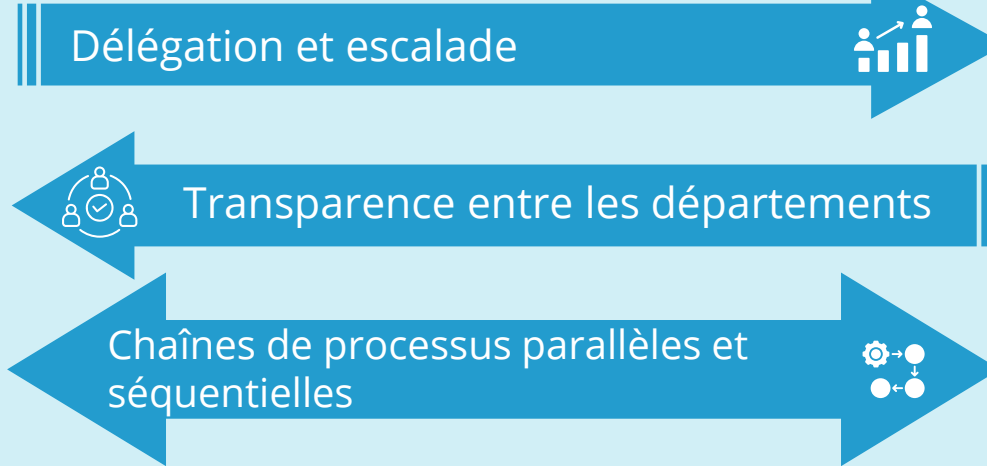 Délégation et escalade
Transparence entre les départements
Chaînes de processus parallèles et
séquentielles